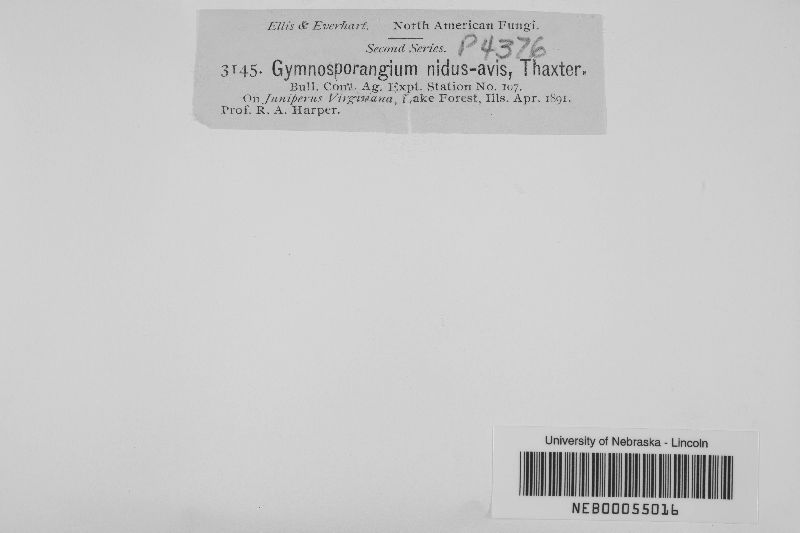 Ellis & Everhart. North American Fungi.
Second Series. P4376
3145. Gymnosporangium nidus-avis, Thaxter.
Bull. Conn. Ag. Expt. Station No. 107.
On Juniperus Virginiana, Lake Forest, Ills. Apr. 1891.
Prof. R. A. Harper.
University of Nebraska - Lincoln
NEB00055016